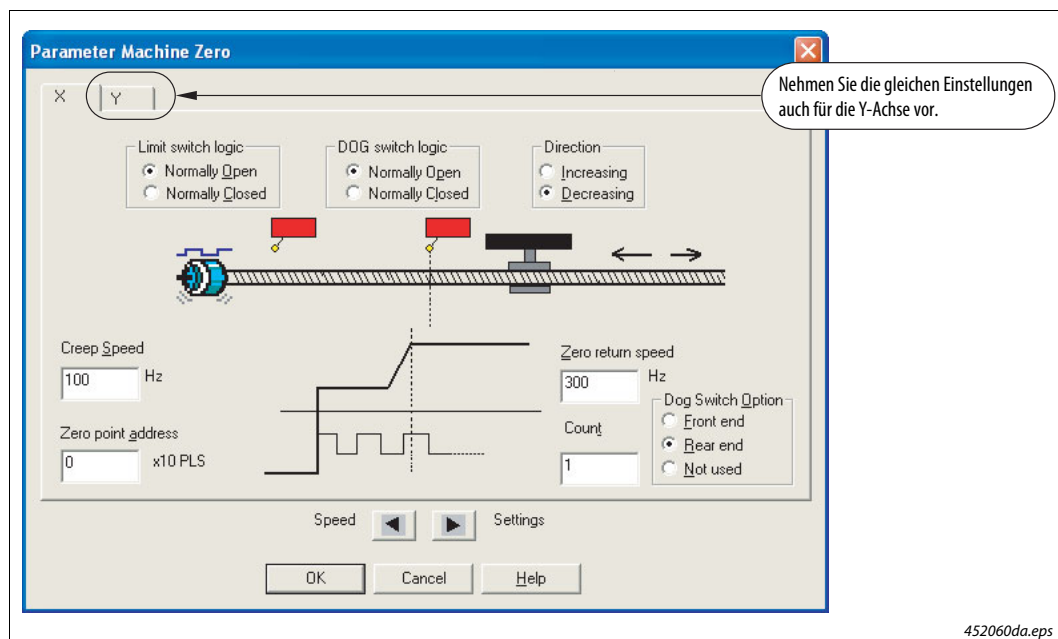 Parameter Machine Zero
X
Y
Nehmen Sie die gleichen Einstellungen
auch für die Y-Achse vor.
Limit switch logic
Normally Open
Normally Closed
DOG switch logic
Normally Open
Normally Closed
Direction
Increasing
Decreasing
Creep Speed
100 Hz
Zero point address
0 x10 PLS
Zero return speed
300 Hz
Count
1
Dog Switch Option
Front end
Rear end
Not used
Speed Settings
OK Cancel Help
452060da.eps